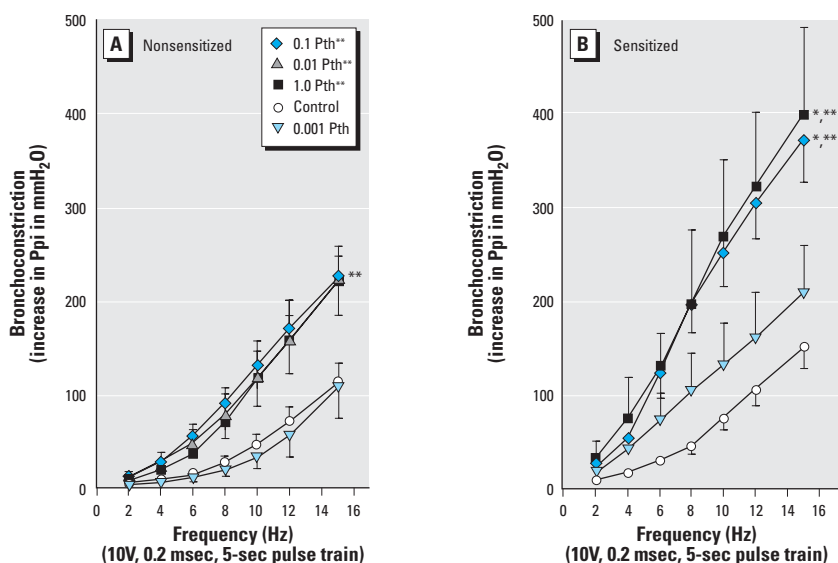 A Nonsensitized
0.1 Pth**
0.01 Pth**
1.0 Pth**
Control
0.001 Pth
Bronchoconstriction
(increase in Ppi in mmH2O)
500
400
300
200
100
0
**
0 2 4 6 8 10 12 14 16
Frequency (Hz)
(10V, 0.2 msec, 5-sec pulse train)
B Sensitized
Bronchoconstriction
(increase in Ppi in mmH2O)
500
400
300
200
100
0
*,**
*,**
0 2 4 6 8 10 12 14 16
Frequency (Hz)
(10V, 0.2 msec, 5-sec pulse train)